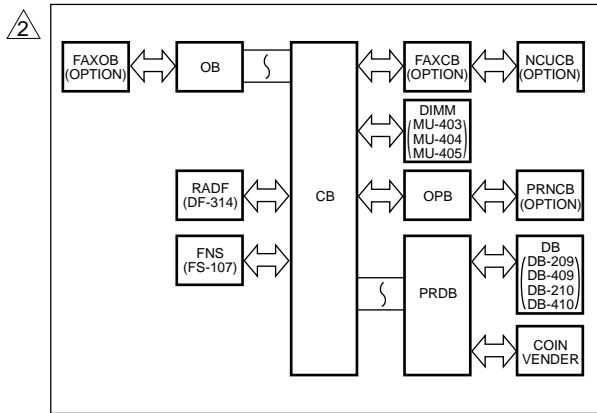 2
FAXOB
(OPTION)
OB
FAXCB
(OPTION)
NCUCB
(OPTION)
DIMM
(MU-403
MU-404
MU-405)
RADF
(DF-314)
CB
OPB
PRNCB
(OPTION)
FNS
(FS-107)
PRDB
DB
(DB-209
DB-409
DB-210
DB-410)
COIN
VENDER